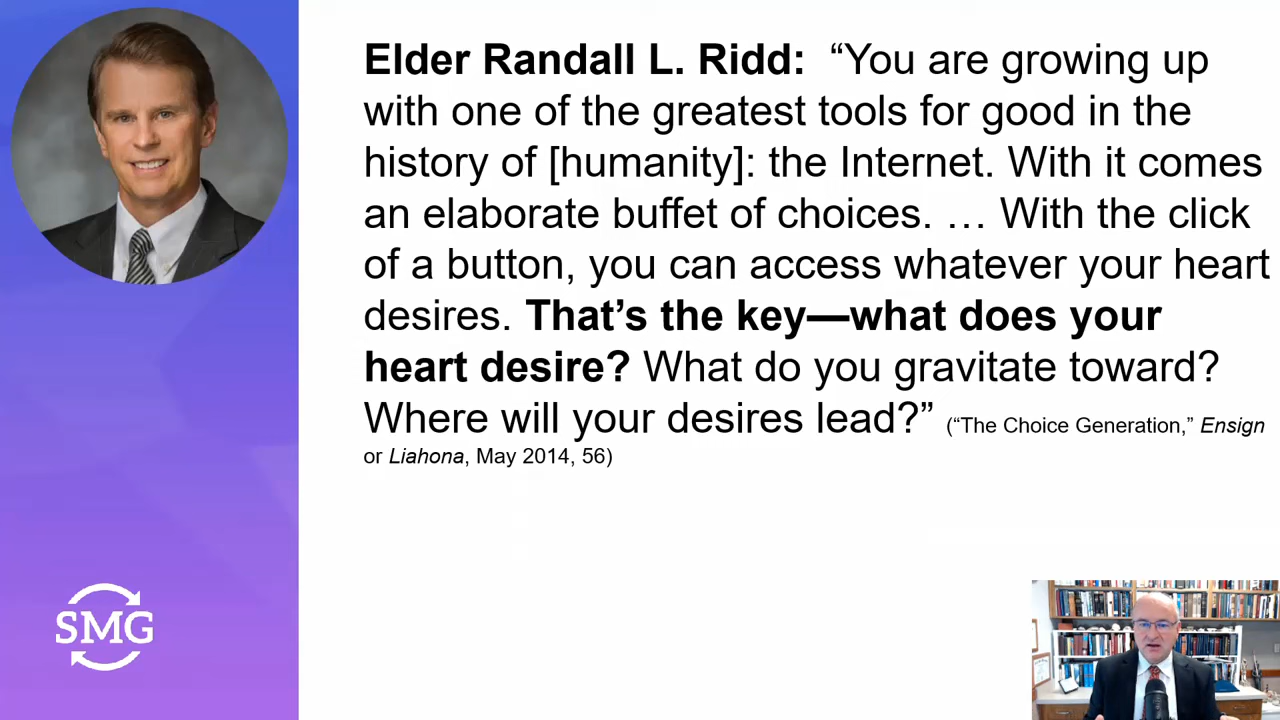 Elder Randall L. Ridd:  “You are growing up
with one of the greatest tools for good in the
history of [humanity]: the Internet. With it comes
an elaborate buffet of choices. … With the click
of a button, you can access whatever your heart
desires. That’s the key—what does your
heart desire? What do you gravitate toward?
Where will your desires lead?” (“The Choice Generation,” Ensign
or Liahona, May 2014, 56)
SMG